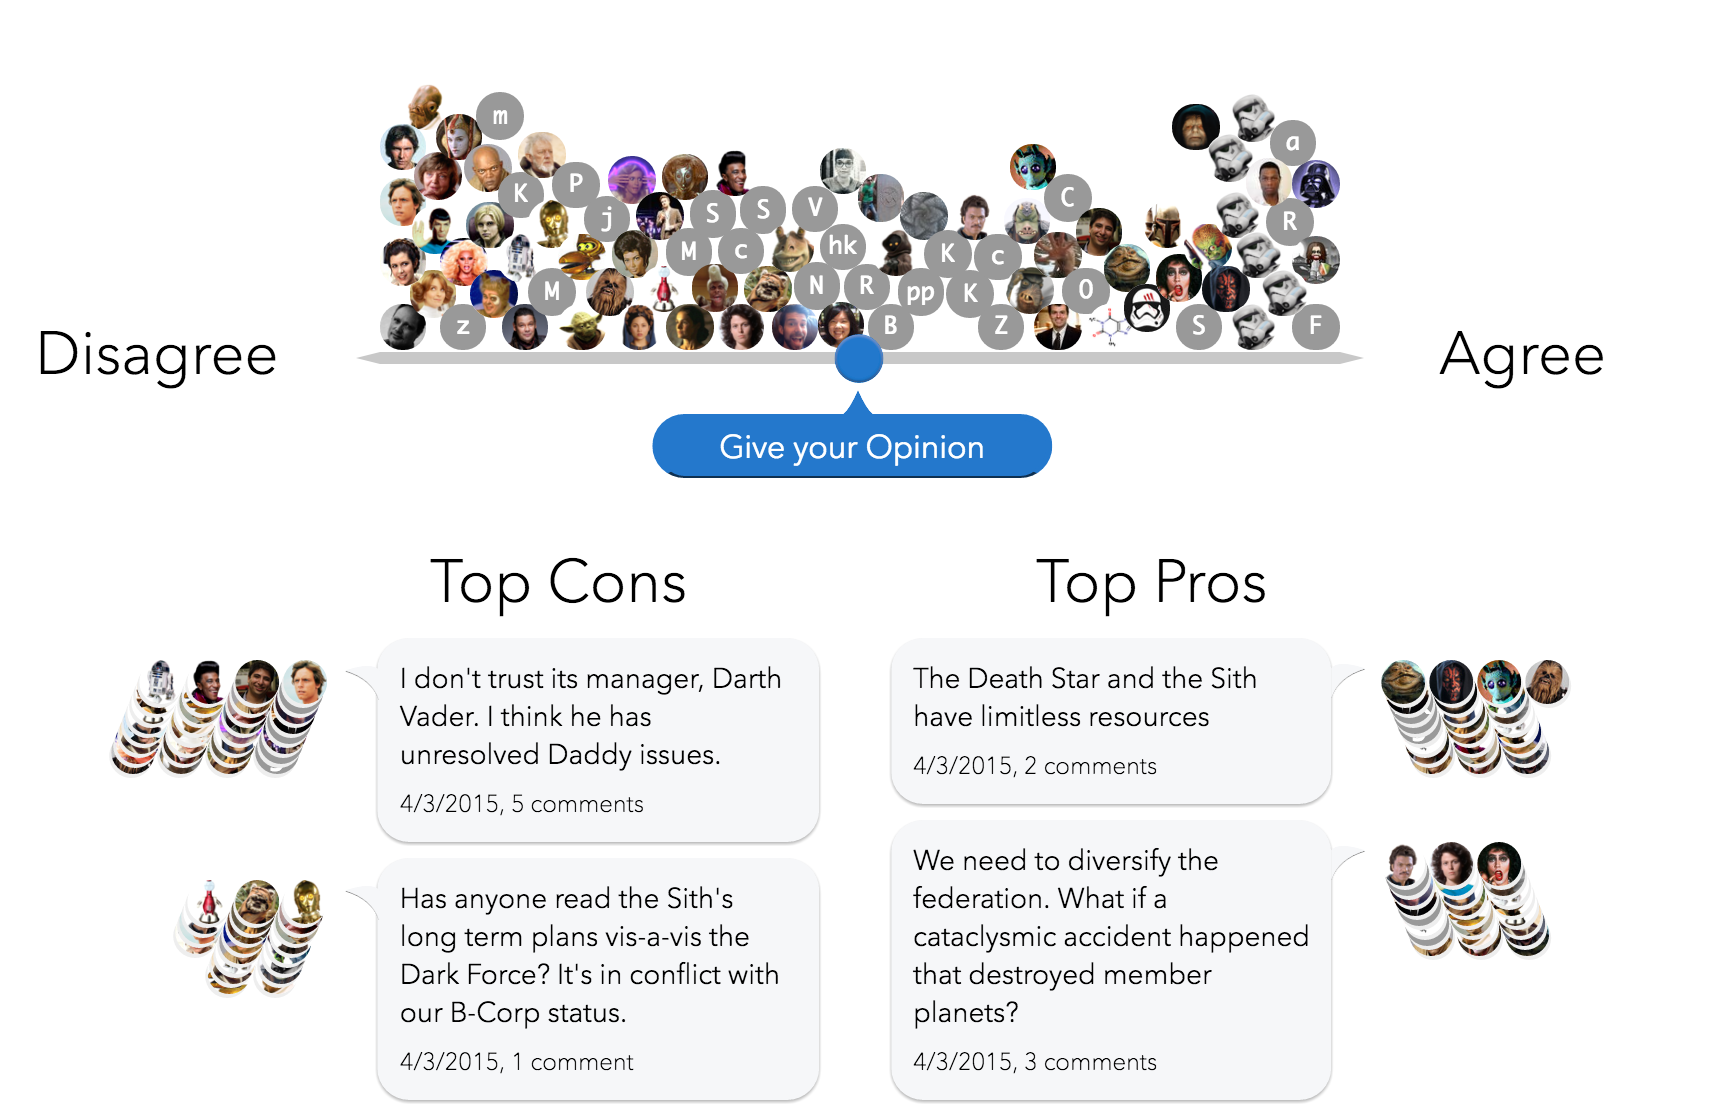 m
a
K
P
j
S
S
V
C
R
M
c
hk
K
c
M
N
R
pp
K
O
z
B
Z
S
F
Disagree
Agree
Give your Opinion
Top Cons
Top Pros
I don't trust its manager, Darth
Vader. I think he has
unresolved Daddy issues.
4/3/2015, 5 comments
Has anyone read the Sith's
long term plans vis-a-vis the
Dark Force? It's in conflict with
our B-Corp status.
4/3/2015, 1 comment
The Death Star and the Sith
have limitless resources
4/3/2015, 2 comments
We need to diversify the
federation. What if a
cataclysmic accident happened
that destroyed member
planets?
4/3/2015, 3 comments